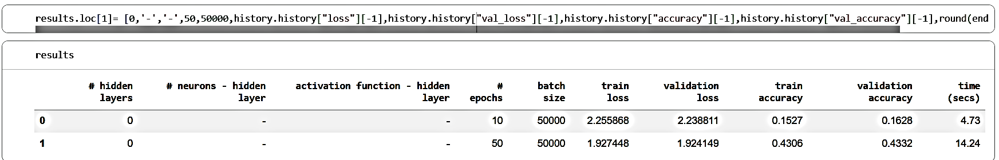 results.loc[1]= [0,'-','-',50,50000,history.history["loss"][-1],history.history["val_loss"][-1],history.history["accuracy"][-1],history.history["val_accuracy"][-1],round(end
results
# hidden layers # neurons - hidden layer activation function - hidden layer # epochs batch size train loss validation loss train accuracy validation accuracy time (secs)
0 0 - - 10 50000 2.255868 2.238811 0.1527 0.1628 4.73
1 0 - - 50 50000 1.927448 1.924149 0.4306 0.4332 14.24